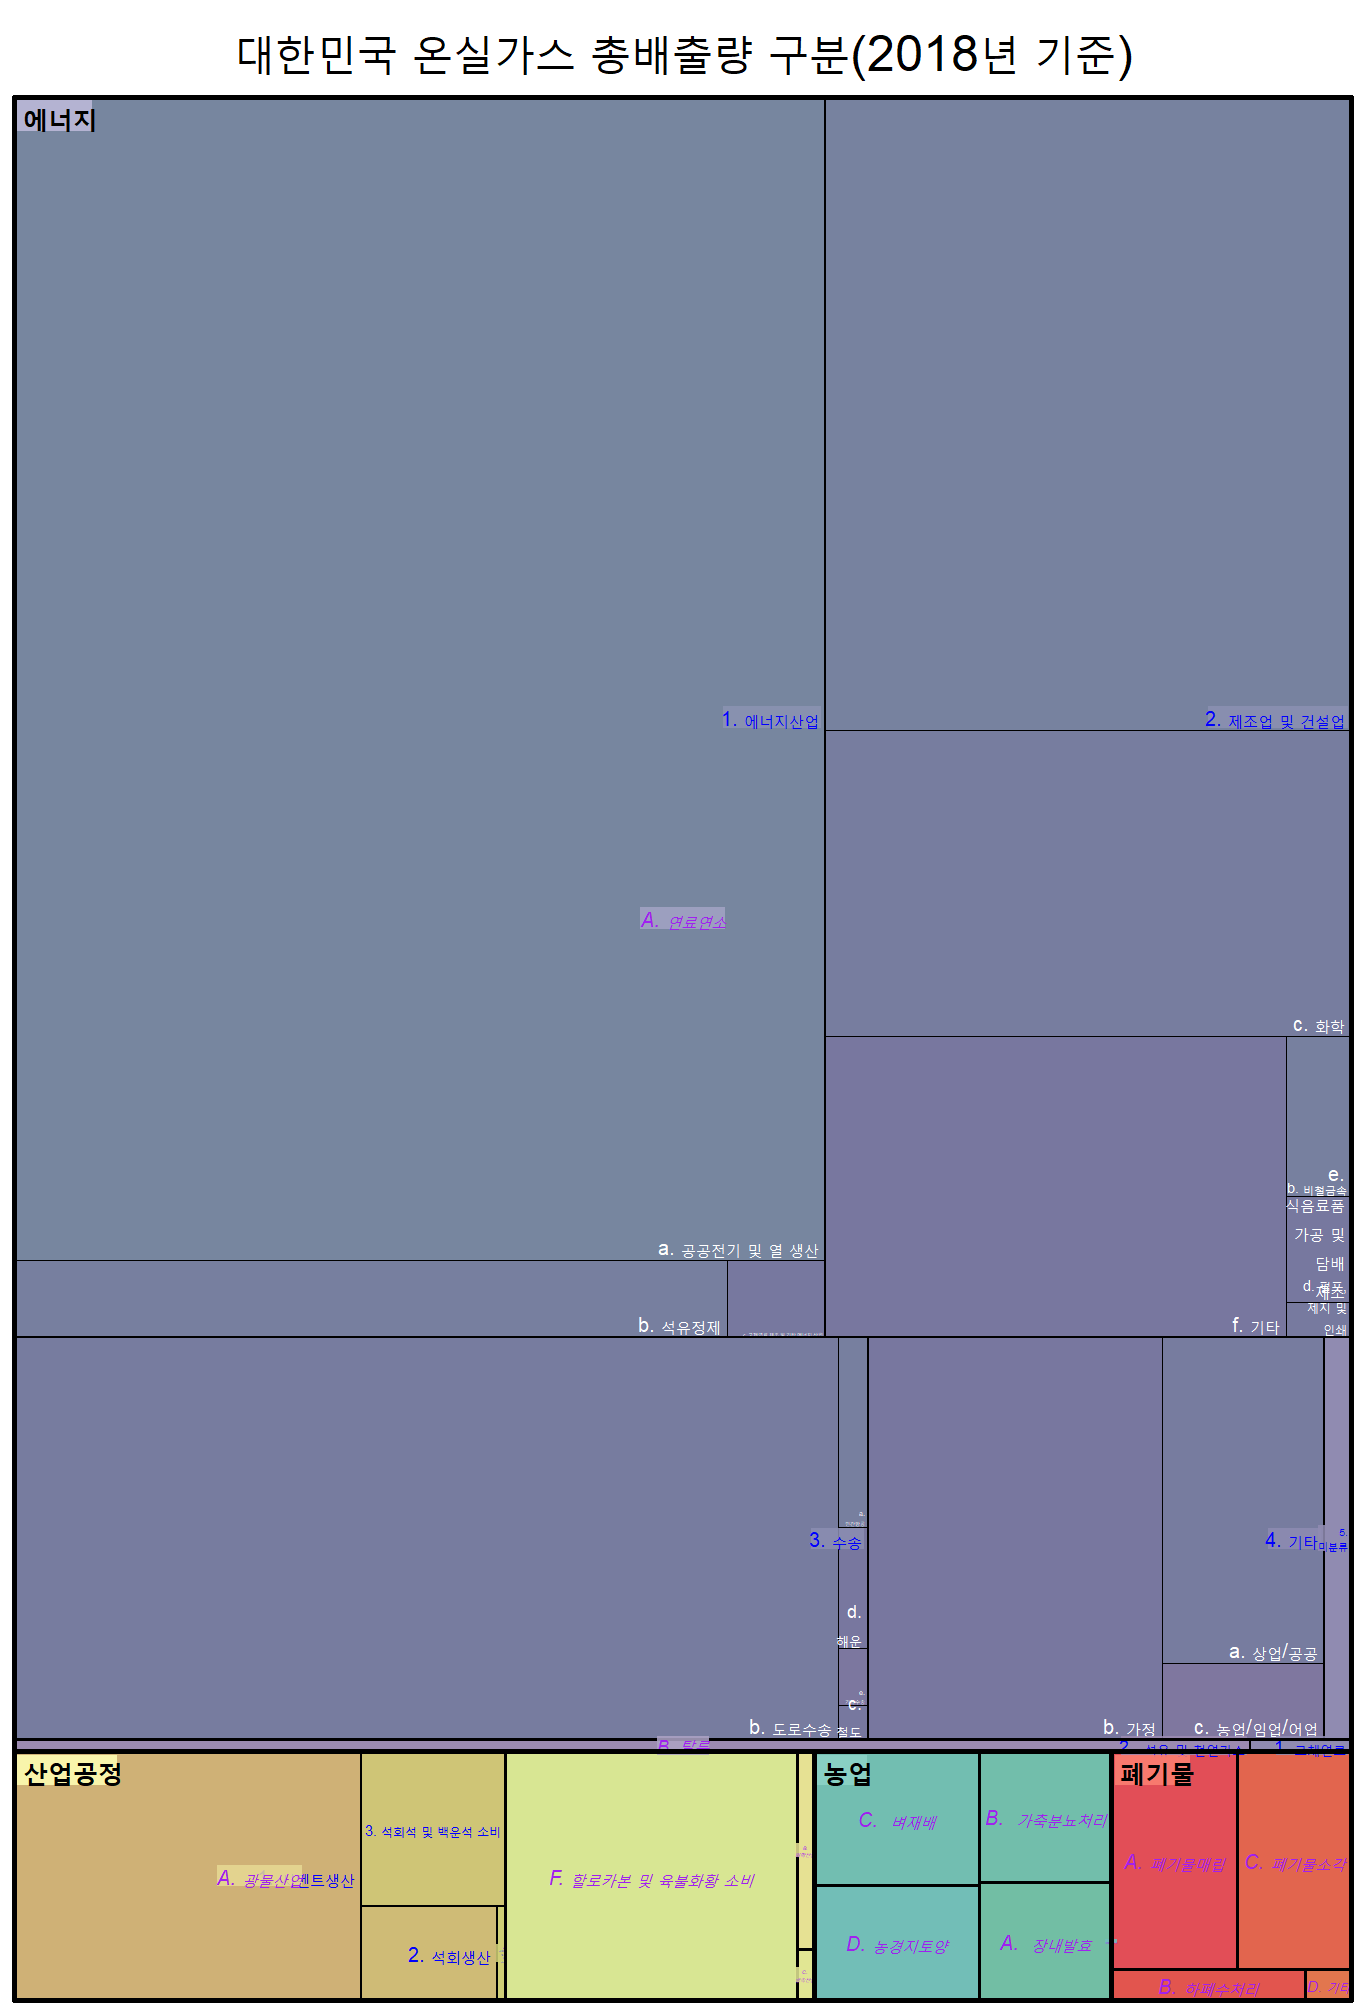 대한민국 온실가스 총배출량 구분(2018년 기준)
에너지
1. 에너지산업
2. 제조업 및 건설업
A. 연료연소
c. 화학
e.
b. 비철금속
식음료품
가공 및
담배
제조
d. 펄프,
제지 및
인쇄
a. 공공전기 및 열 생산
b. 석유정제
f. 기타
3. 수송
4. 기타
5.
미분류
d.
해운
a. 상업/공공
c.
철도
b. 도로수송
b. 가정
c. 농업/임업/어업
B. 탈루
2. 석유 및 천연가스
1. 고체연료
산업공정
농업
폐기물
3. 석회석 및 백운석 소비
A. 광물산업
멘트생산
2. 석회생산
F. 할로카본 및 육불화황 소비
C. 벼재배
B. 가축분뇨처리
D. 농경지토양
A. 장내발효
A. 폐기물매립
C. 폐기물소각
B. 하폐수처리
D. 기타